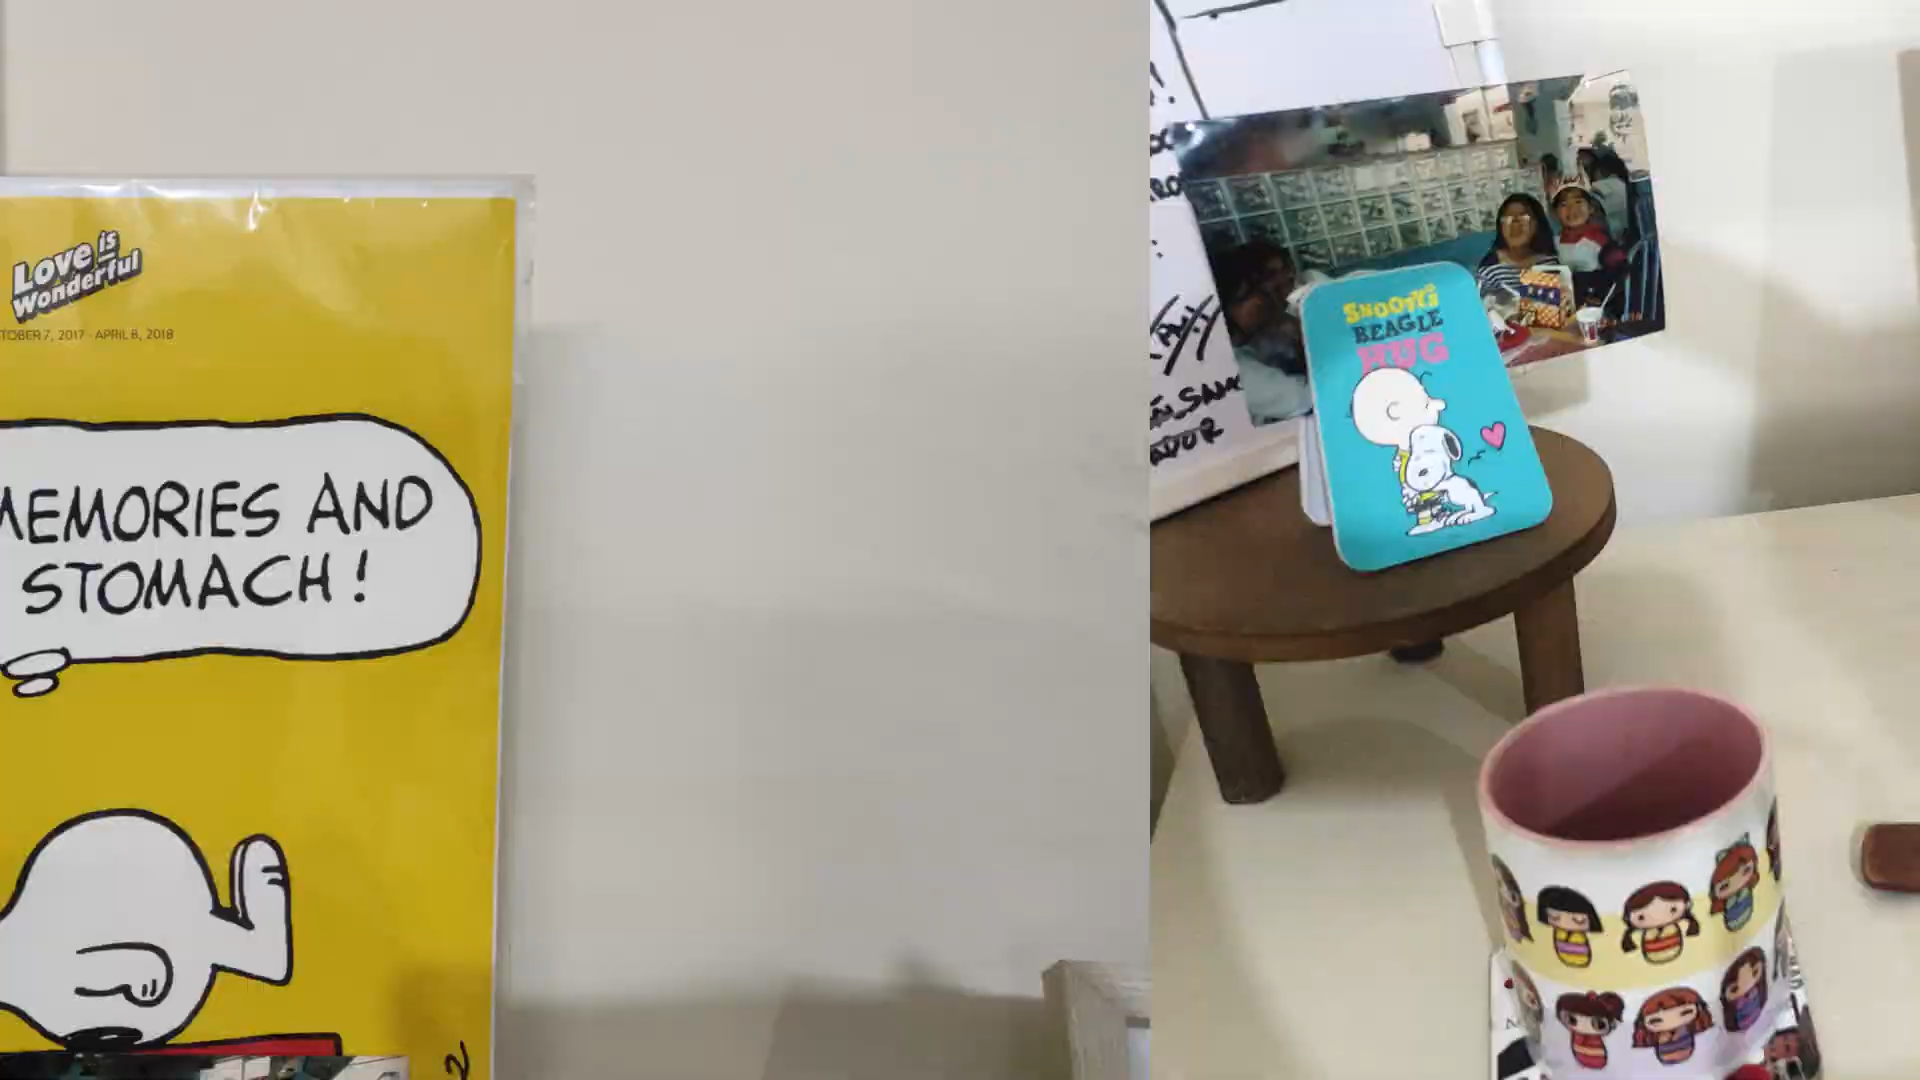 Love is
Wonderful
TOBER 7, 2017 - APRIL 8, 2018
MEMORIES AND
STOMACH!
SNOOPY'S
BEAGLE
HUG